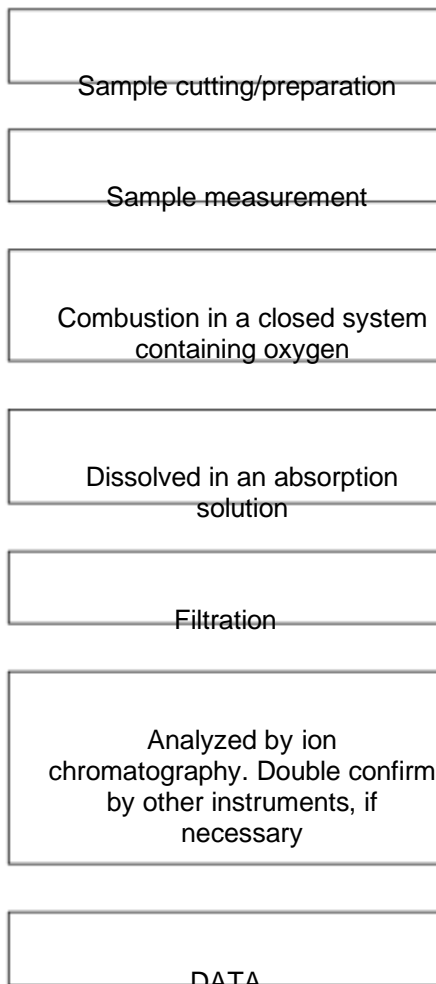 Sample cutting/preparation
Sample measurement
Combustion in a closed system
containing oxygen
Dissolved in an absorption
solution
Filtration
Analyzed by ion
chromatography. Double confirm
by other instruments, if
necessary
DATA